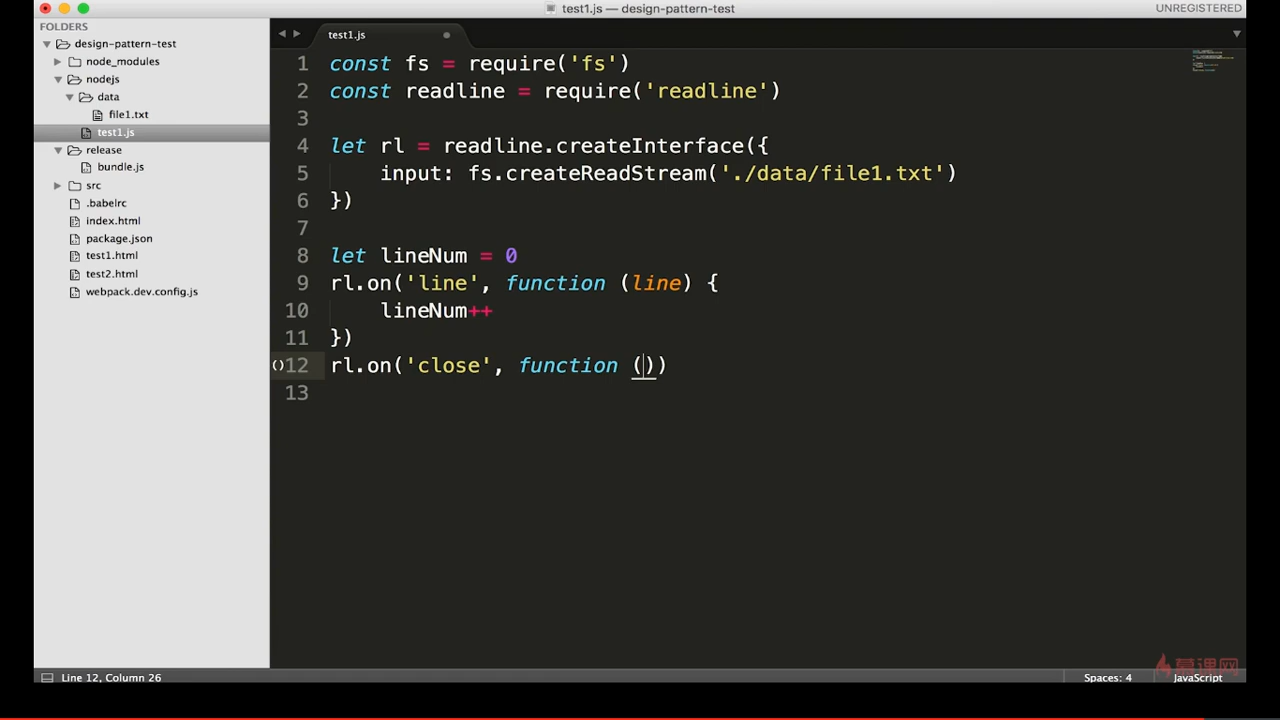 test1.js — design-pattern-test
UNREGISTERED
FOLDERS
design-pattern-test
node_modules
nodejs
data
file1.txt
test1.js
release
bundle.js
src
.babelrc
index.html
package.json
test1.html
test2.html
webpack.dev.config.js
test1.js
1 const fs = require('fs')
2 const readline = require('readline')
3
4 let rl = readline.createInterface({
5 input: fs.createReadStream('./data/file1.txt')
6 })
7
8 let lineNum = 0
9 rl.on('line', function (line) {
10 lineNum++
11 })
12 rl.on('close', function ())
13
慕课网
Line 12, Column 26
Spaces: 4
JavaScript